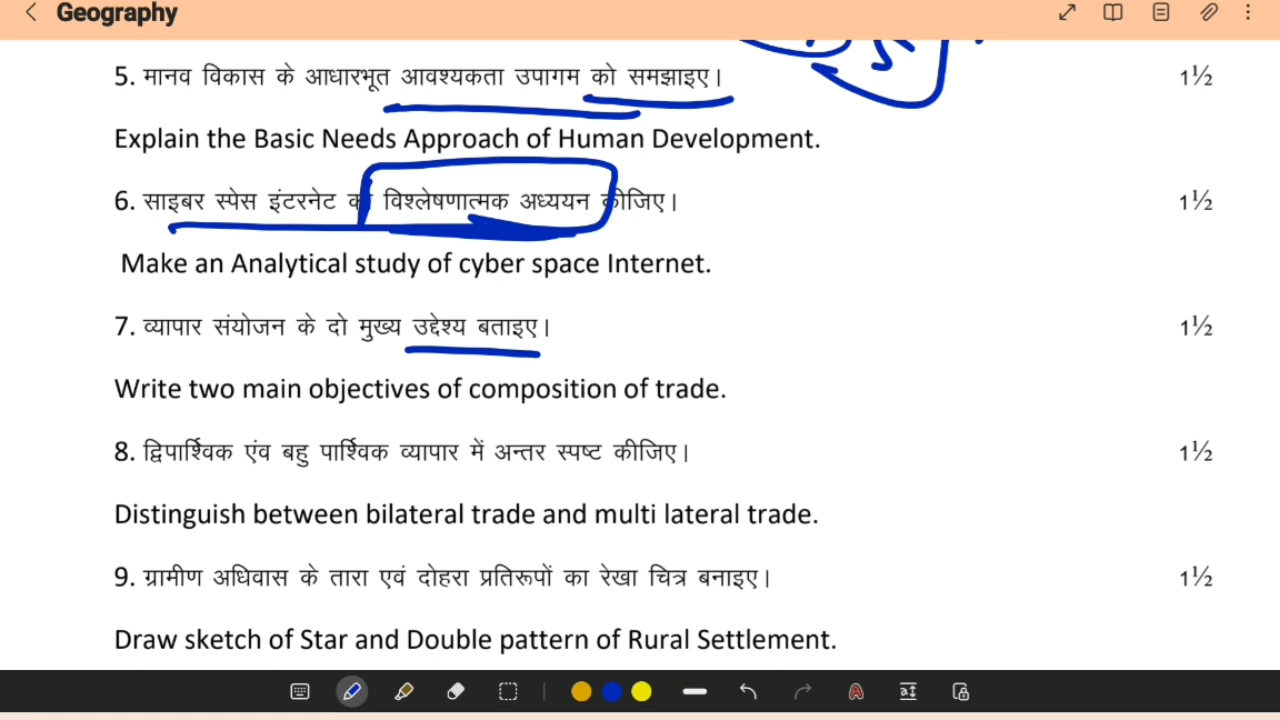 Geography
5. मानव विकास के आधारभूत आवश्यकता उपागम को समझाइए। 1½
Explain the Basic Needs Approach of Human Development.
6. साइबर स्पेस इंटरनेट का विश्लेषणात्मक अध्ययन कीजिए। 1½
Make an Analytical study of cyber space Internet.
7. व्यापार संयोजन के दो मुख्य उद्देश्य बताइए। 1½
Write two main objectives of composition of trade.
8. द्विपार्श्विक एंव बहु पार्श्विक व्यापार में अन्तर स्पष्ट कीजिए। 1½
Distinguish between bilateral trade and multi lateral trade.
9. ग्रामीण अधिवास के तारा एवं दोहरा प्रतिरूपों का रेखा चित्र बनाइए। 1½
Draw sketch of Star and Double pattern of Rural Settlement.